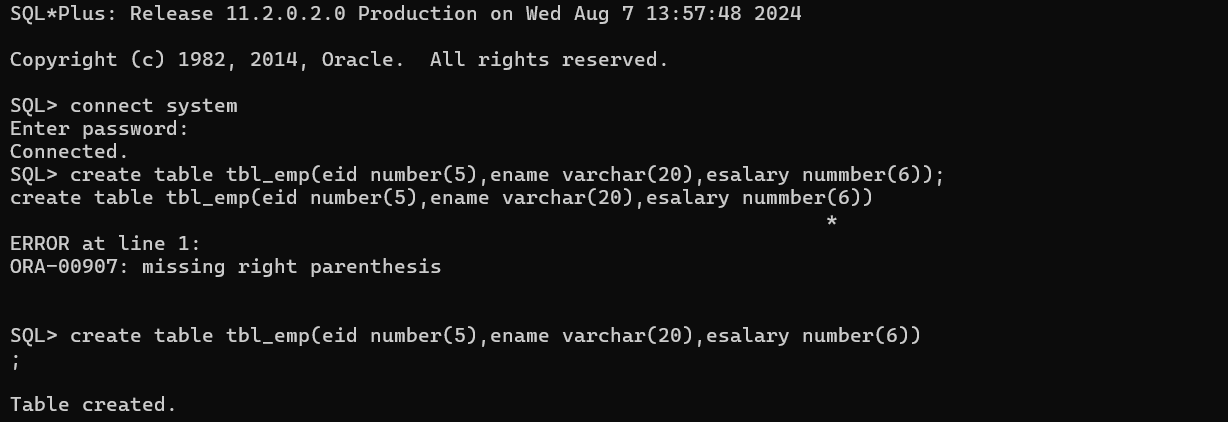 SQL*Plus: Release 11.2.0.2.0 Production on Wed Aug 7 13:57:48 2024
Copyright (c) 1982, 2014, Oracle.  All rights reserved.
SQL> connect system
Enter password:
Connected.
SQL> create table tbl_emp(eid number(5),ename varchar(20),esalary nummber(6));
create table tbl_emp(eid number(5),ename varchar(20),esalary nummber(6))
*
ERROR at line 1:
ORA-00907: missing right parenthesis
SQL> create table tbl_emp(eid number(5),ename varchar(20),esalary number(6))
;
Table created.